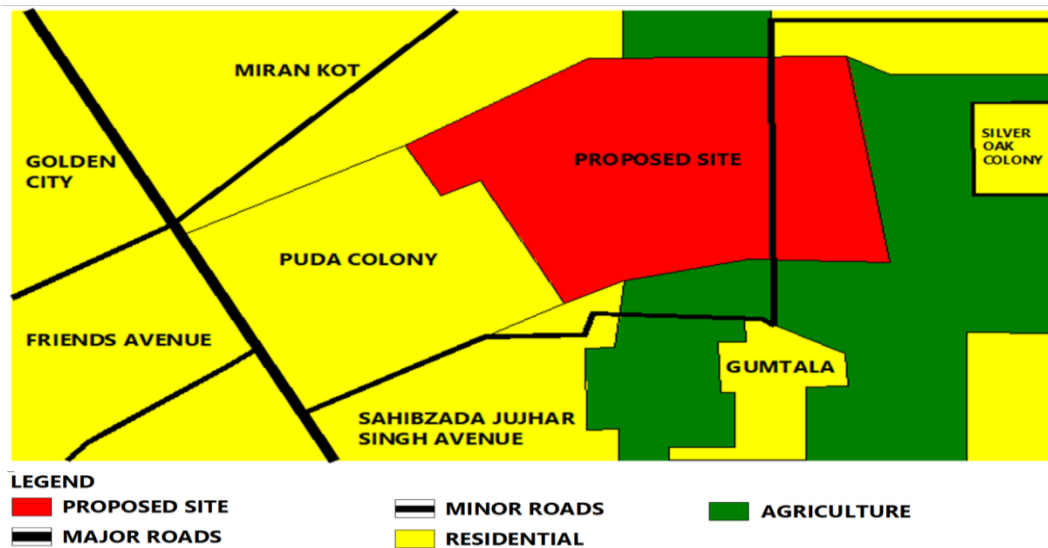 MIRAN KOT
GOLDEN
CITY
PROPOSED SITE
SILVER
OAK
COLONY
PUDA COLONY
FRIENDS AVENUE
GUMTALA
SAHIBZADA JUJHAR
SINGH AVENUE
LEGEND
PROPOSED SITE
MINOR ROADS
AGRICULTURE
MAJOR ROADS
RESIDENTIAL